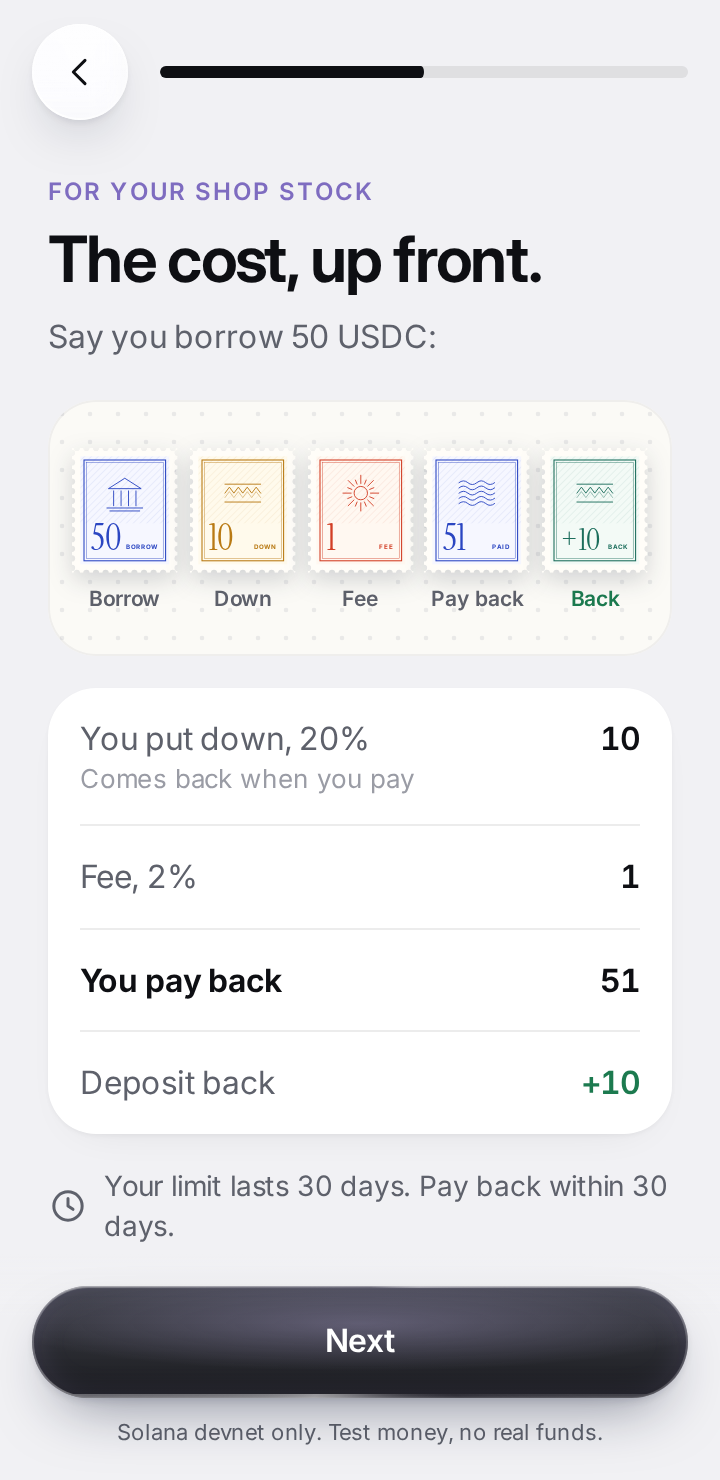 FOR YOUR SHOP STOCK
The cost, up front.
Say you borrow 50 USDC:
50 BORROW
10 DOWN
1 FEE
51 PAID
+10 BACK
Borrow
Down
Fee
Pay back
Back
You put down, 20% 10
Comes back when you pay
Fee, 2% 1
You pay back 51
Deposit back +10
Your limit lasts 30 days. Pay back within 30
days.
Next
Solana devnet only. Test money, no real funds.